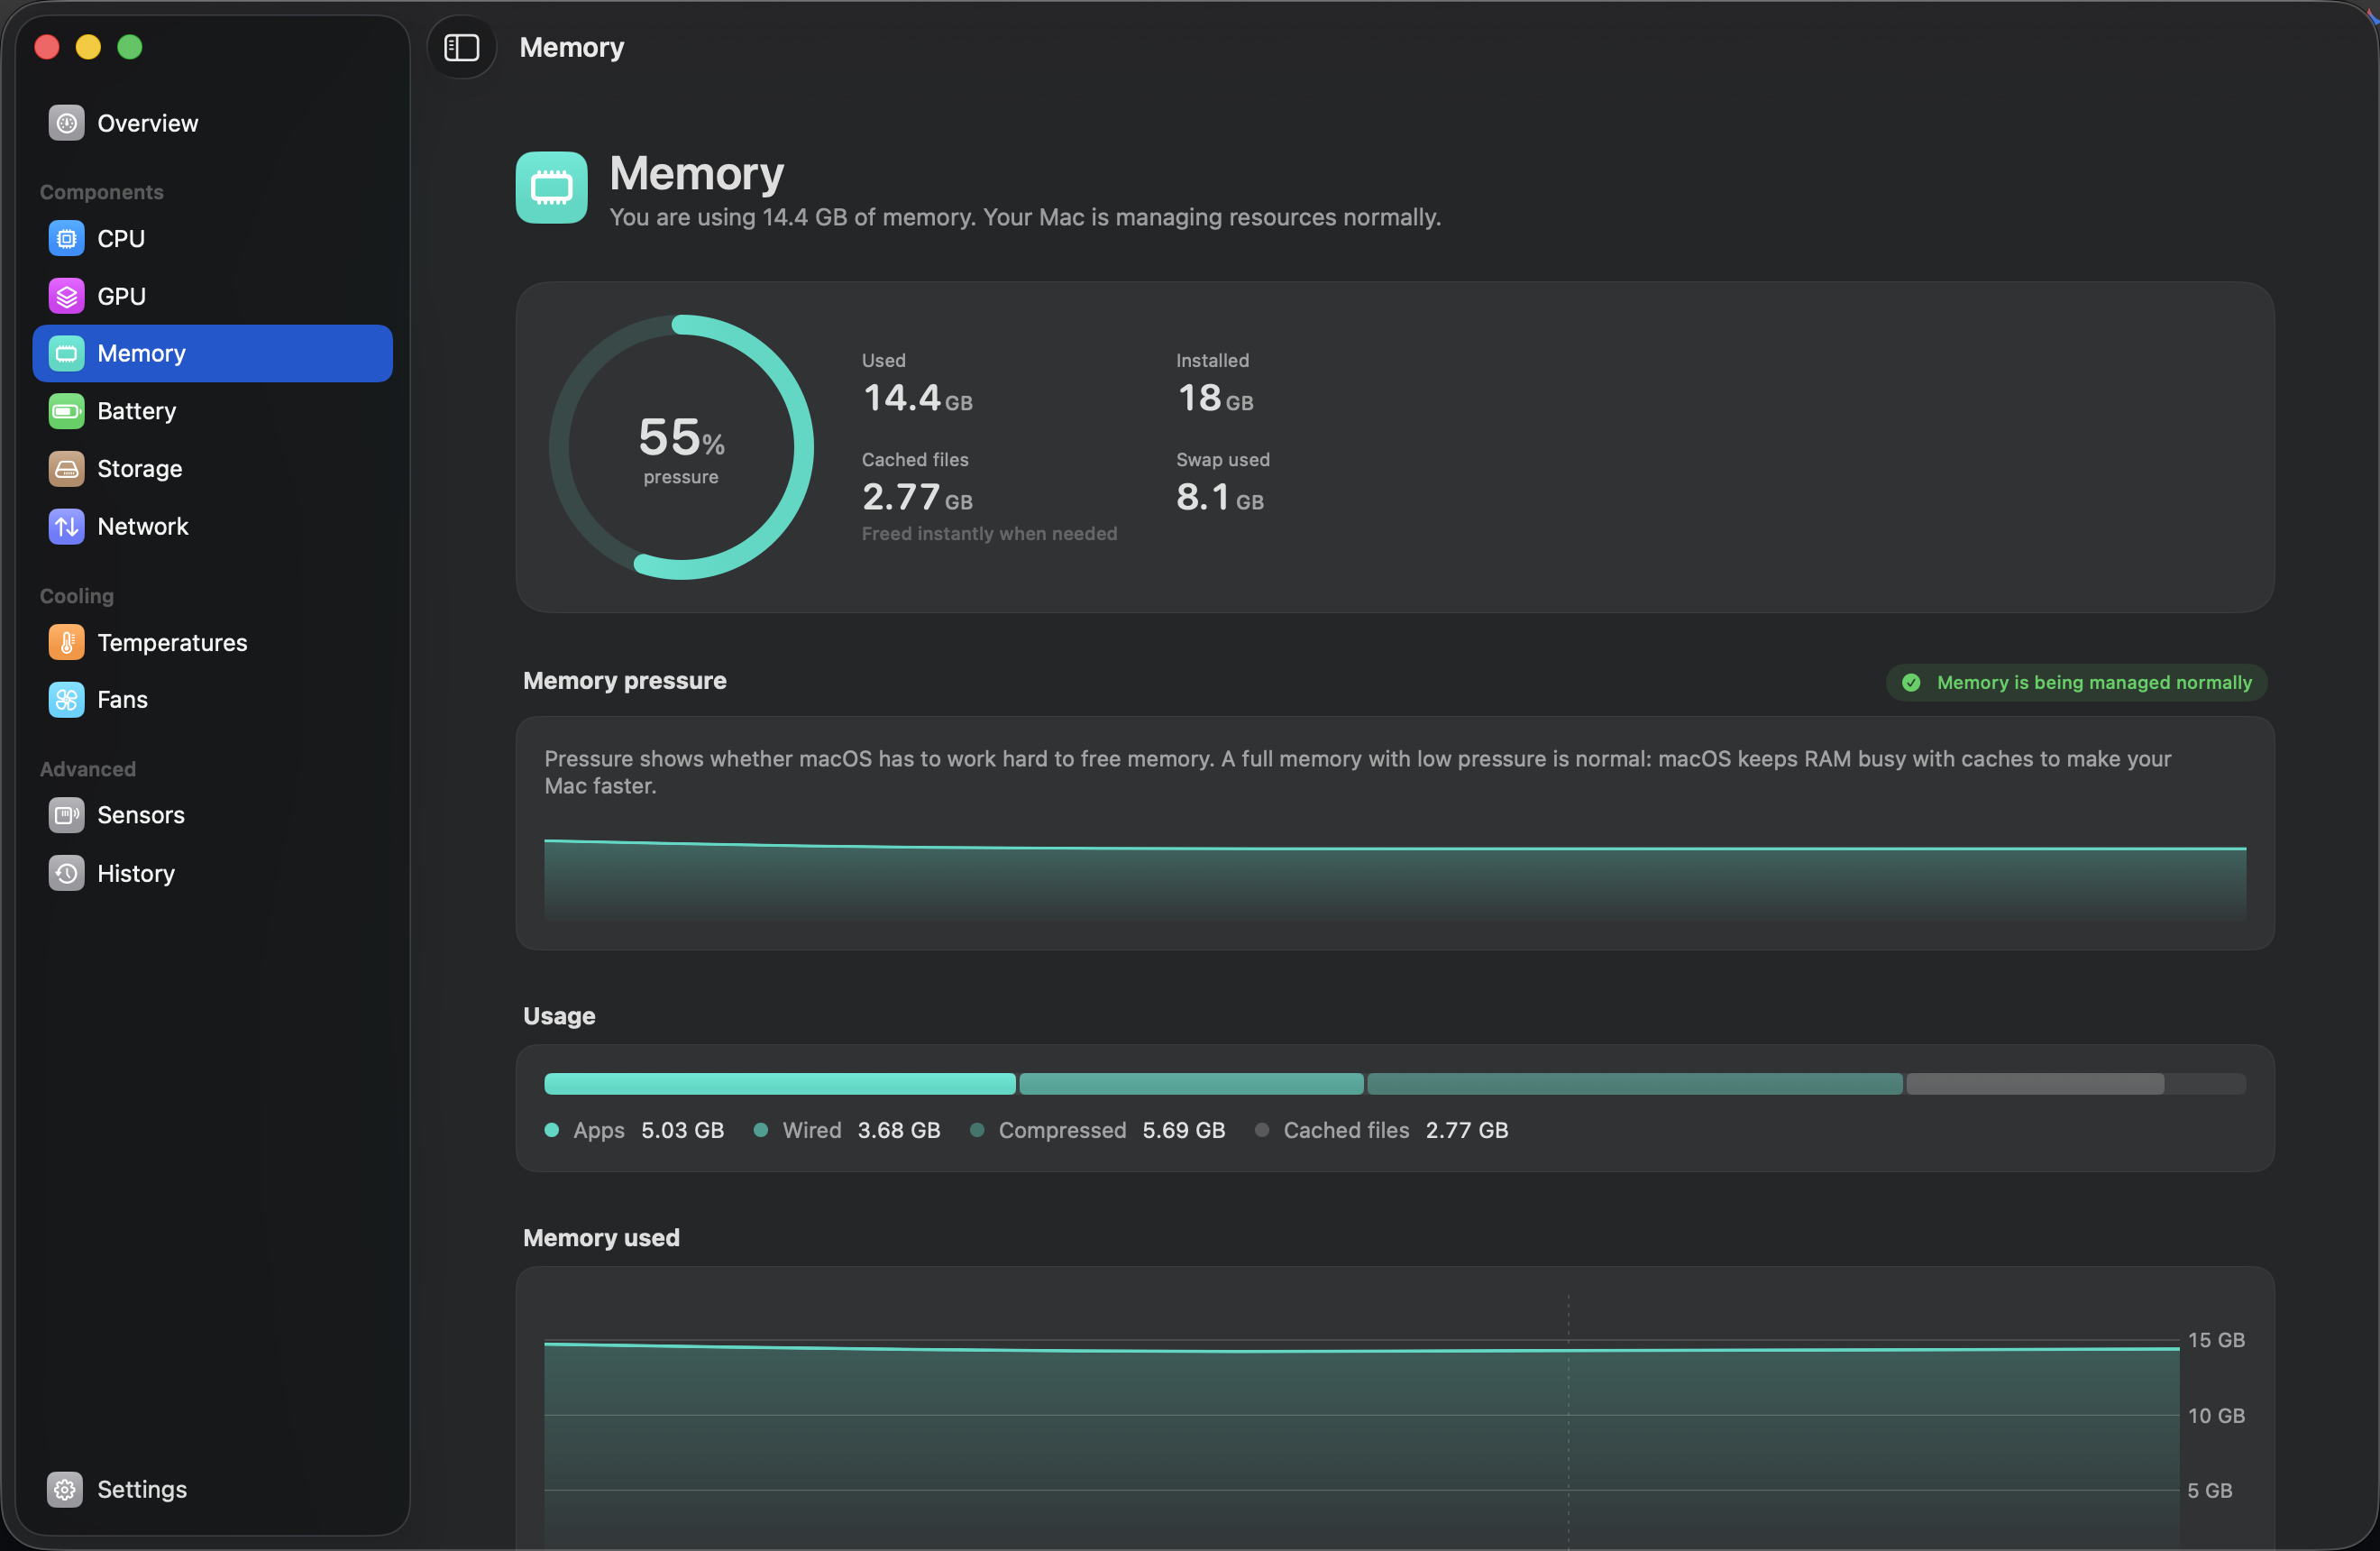 Memory
Overview
Components
CPU
GPU
Memory
Battery
Storage
Network
Cooling
Temperatures
Fans
Advanced
Sensors
History
Settings
Memory
You are using 14.4 GB of memory. Your Mac is managing resources normally.
55%
pressure
Used
14.4 GB
Installed
18 GB
Cached files
2.77 GB
Freed instantly when needed
Swap used
8.1 GB
Memory pressure
Memory is being managed normally
Pressure shows whether macOS has to work hard to free memory. A full memory with low pressure is normal: macOS keeps RAM busy with caches to make your
Mac faster.
Usage
Apps 5.03 GB Wired 3.68 GB Compressed 5.69 GB Cached files 2.77 GB
Memory used
15 GB
10 GB
5 GB